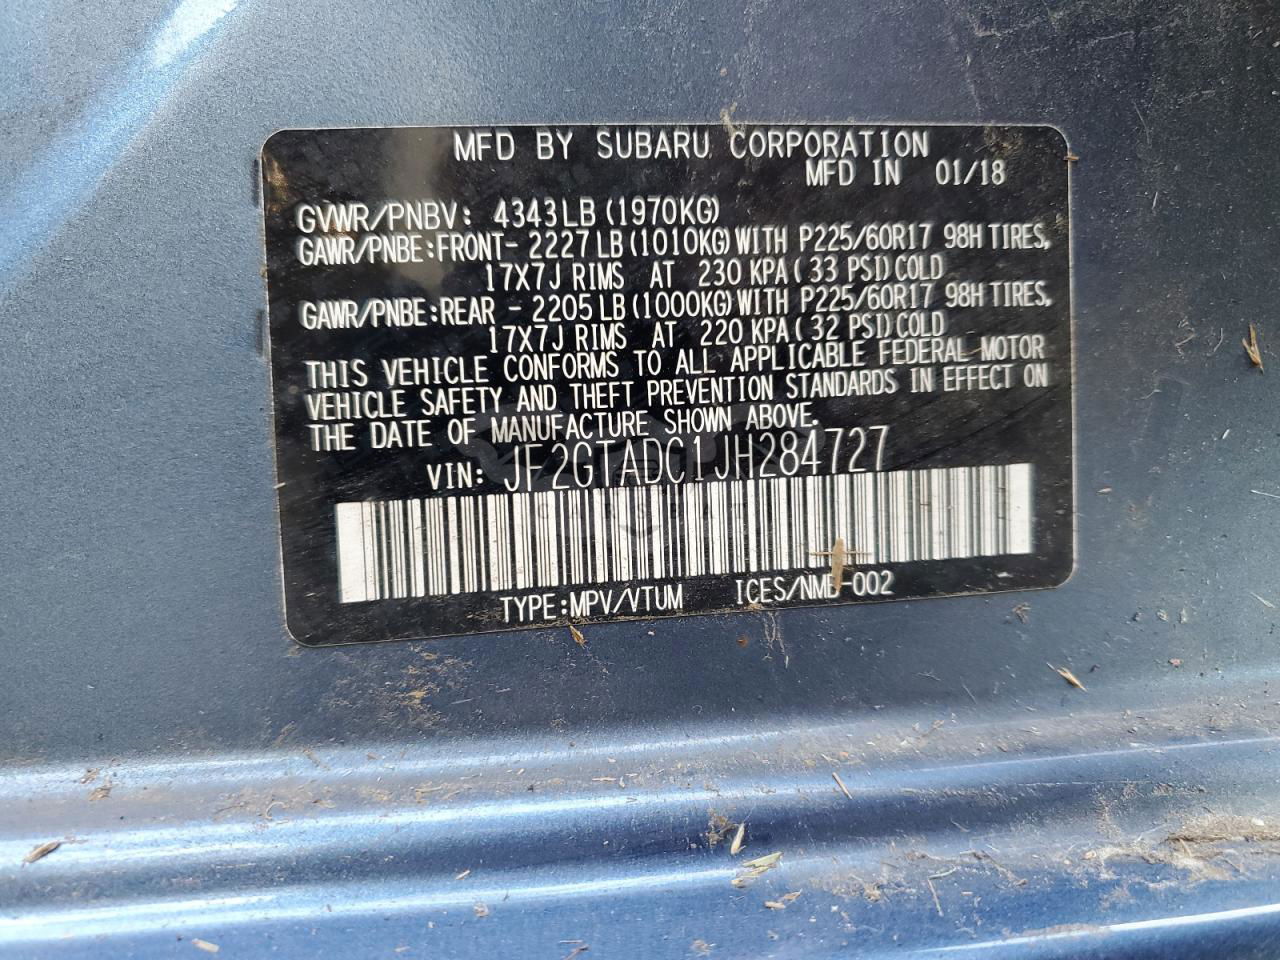 MFD BY SUBARU CORPORATION
MFD IN 01/18
GVWR/PNBV: 4343LB(1970KG)
GAWR/PNBE:FRONT- 2227LB(1010KG)WITH P225/60R17 98H TIRES,
17X7J RIMS AT 230 KPA( 33 PSI)COLD
GAWR/PNBE:REAR - 2205LB(1000KG)WITH P225/60R17 98H TIRES,
17X7J RIMS AT 220 KPA( 32 PSI)COLD
THIS VEHICLE CONFORMS TO ALL APPLICABLE FEDERAL MOTOR
VEHICLE SAFETY AND THEFT PREVENTION STANDARDS IN EFFECT ON
THE DATE OF MANUFACTURE SHOWN ABOVE.
VIN: JF2GTADC1JH284727
TYPE:MPV/VTUM ICES/NMB-002